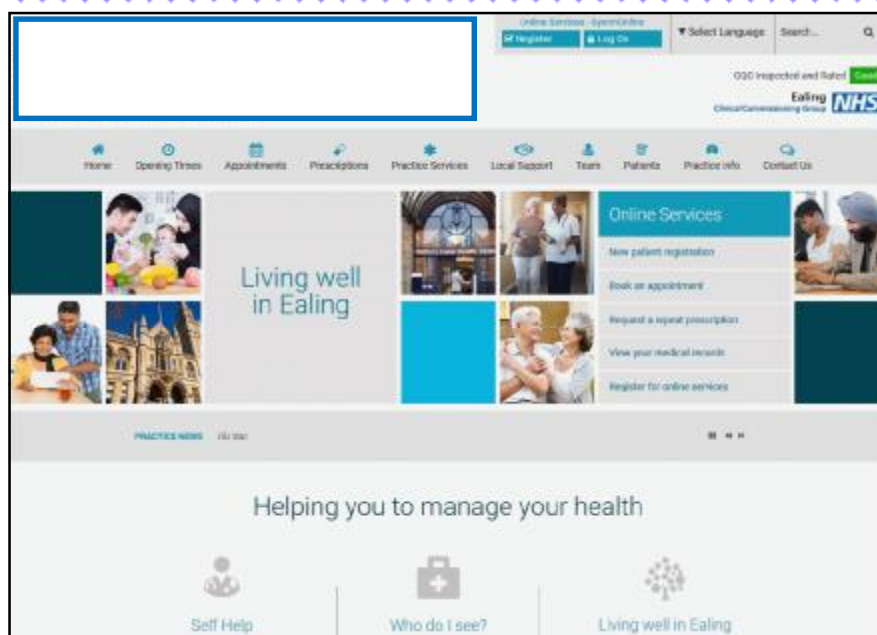 Online Services - SystmOnline
Register
Log On
Select Language
Search...
CQC Inspected and Rated Good
Ealing NHS
Clinical Commissioning Group
Home
Opening Times
Appointments
Prescriptions
Practice Services
Local Support
Team
Patients
Practice Info
Contact Us
Living well
in Ealing
Online Services
New patient registration
Book an appointment
Request a repeat prescription
View your medical records
Register for online services
PRACTICE NEWS
Helping you to manage your health
Self Help
Who do I see?
Living well in Ealing